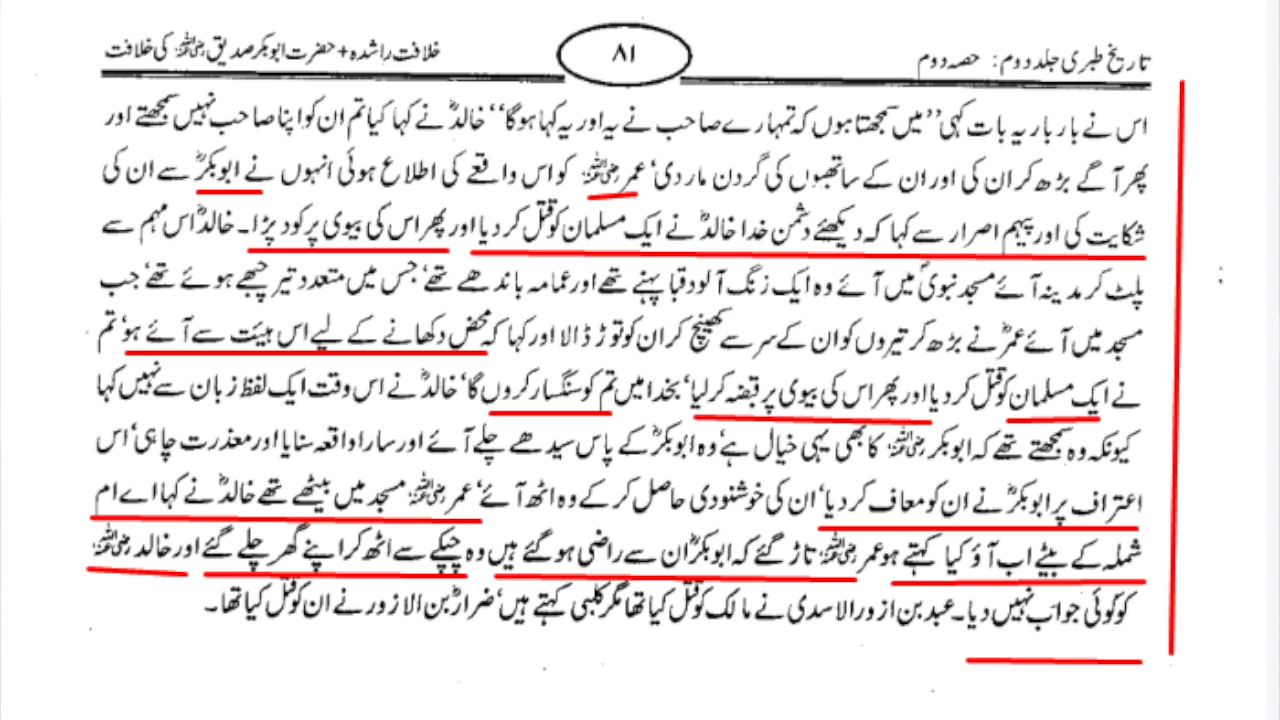 تاریخ طبری جلد دوم : حصہ دوم
۸۱
خلافت راشدہ + حضرت ابوبکر صدیق رضی اللہ عنہ کی خلافت
اس نے بار بار یہ بات کہی ’’میں سمجھتا ہوں کہ تمہارے صاحب نے یہ اور یہ کہا ہوگا‘‘ خالدؓ نے کہا کیا تم ان کو اپنا صاحب نہیں سمجھتے اور
پھر آگے بڑھ کر ان کی اور ان کے ساتھیوں کی گردن مار دی‘ عمر رضی اللہ عنہ کو اس واقعے کی اطلاع ہوئی انہوں نے ابوبکرؓ سے ان کی
شکایت کی اور پیہم اصرار سے کہا کہ دیکھئے دشمن خدا خالدؓ نے ایک مسلمان کو قتل کر دیا اور پھر اس کی بیوی پر کود پڑا۔ خالدؓ اس مہم سے
پلٹ کر مدینہ آئے مسجد نبویؐ میں آئے وہ ایک زنگ آلود قبا پہنے تھے اور عمامہ باندھے تھے‘ جس میں متعدد تیر چبھے ہوئے تھے‘ جب
مسجد میں آئے عمرؓ نے بڑھ کر تیروں کو ان کے سر سے کھینچ کر ان کو توڑ ڈالا اور کہا کہ محض دکھانے کے لیے اس ہیئت سے آئے ہو‘ تم
نے ایک مسلمان کو قتل کر دیا اور پھر اس کی بیوی پر قبضہ کر لیا‘ بخدا میں تم کو سنگسار کروں گا‘ خالدؓ نے اس وقت ایک لفظ زبان سے نہیں کہا
کیونکہ وہ سمجھتے تھے کہ ابوبکر رضی اللہ عنہ کا بھی یہی خیال ہے‘ وہ ابوبکرؓ کے پاس سیدھے چلے آئے اور سارا واقعہ سنایا اور معذرت چاہی‘ اس
اعتراف پر ابوبکرؓ نے ان کو معاف کر دیا‘ ان کی خوشنودی حاصل کر کے وہ اٹھ آئے‘ عمر رضی اللہ عنہ مسجد میں بیٹھے تھے خالدؓ نے کہا اے ام
شملہ کے بیٹے اب آؤ کیا کہتے ہو عمر رضی اللہ عنہ تاڑ گئے کہ ابوبکرؓ ان سے راضی ہو گئے ہیں وہ چپکے سے اٹھ کر اپنے گھر چلے گئے اور خالد رضی اللہ عنہ
کو کوئی جواب نہیں دیا۔ عبد بن ازور الاسدی نے مالک کو قتل کیا تھا مگر کلبی کہتے ہیں‘ ضرارؓ بن الازور نے ان کو قتل کیا تھا۔